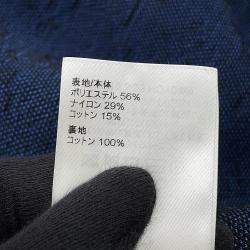 表地/本体
ポリエステル 56%
ナイロン 29%
コットン 15%
裏地
コットン 100%